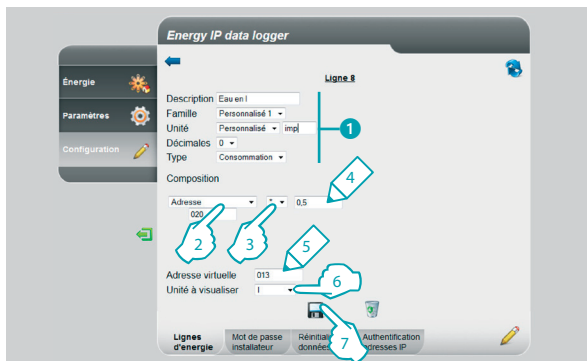 Energy IP data logger
Énergie
Paramètres
Configuration
Ligne 8
Description Eau en l
Famille Personnalisé 1
Unité Personnalisé imp
Décimales 0
Type Consommation
1
Composition
Adresse * 0,5
020
4
2
3
5
Adresse virtuelle 013
Unité à visualiser l
6
7
Lignes d'energie
Mot de passe installateur
Réinitiali données
Authentification adresses IP